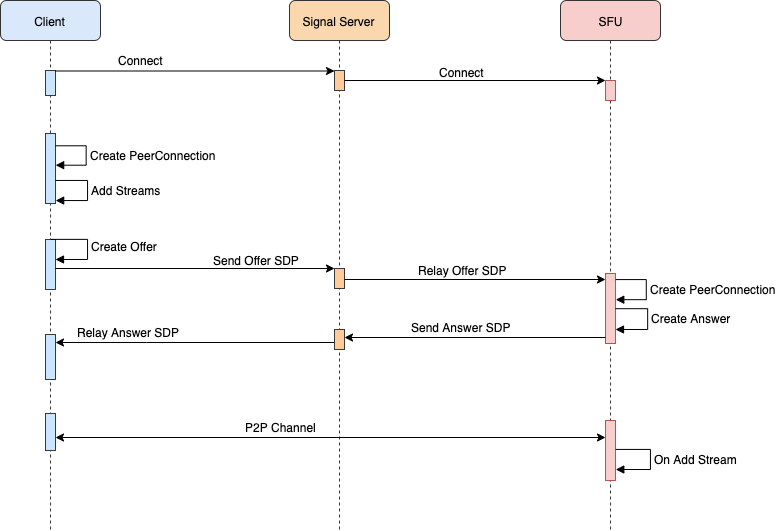 Client
Signal Server
SFU
Connect
Connect
Create PeerConnection
Add Streams
Create Offer
Send Offer SDP
Relay Offer SDP
Create PeerConnection
Create Answer
Send Answer SDP
Relay Answer SDP
P2P Channel
On Add Stream